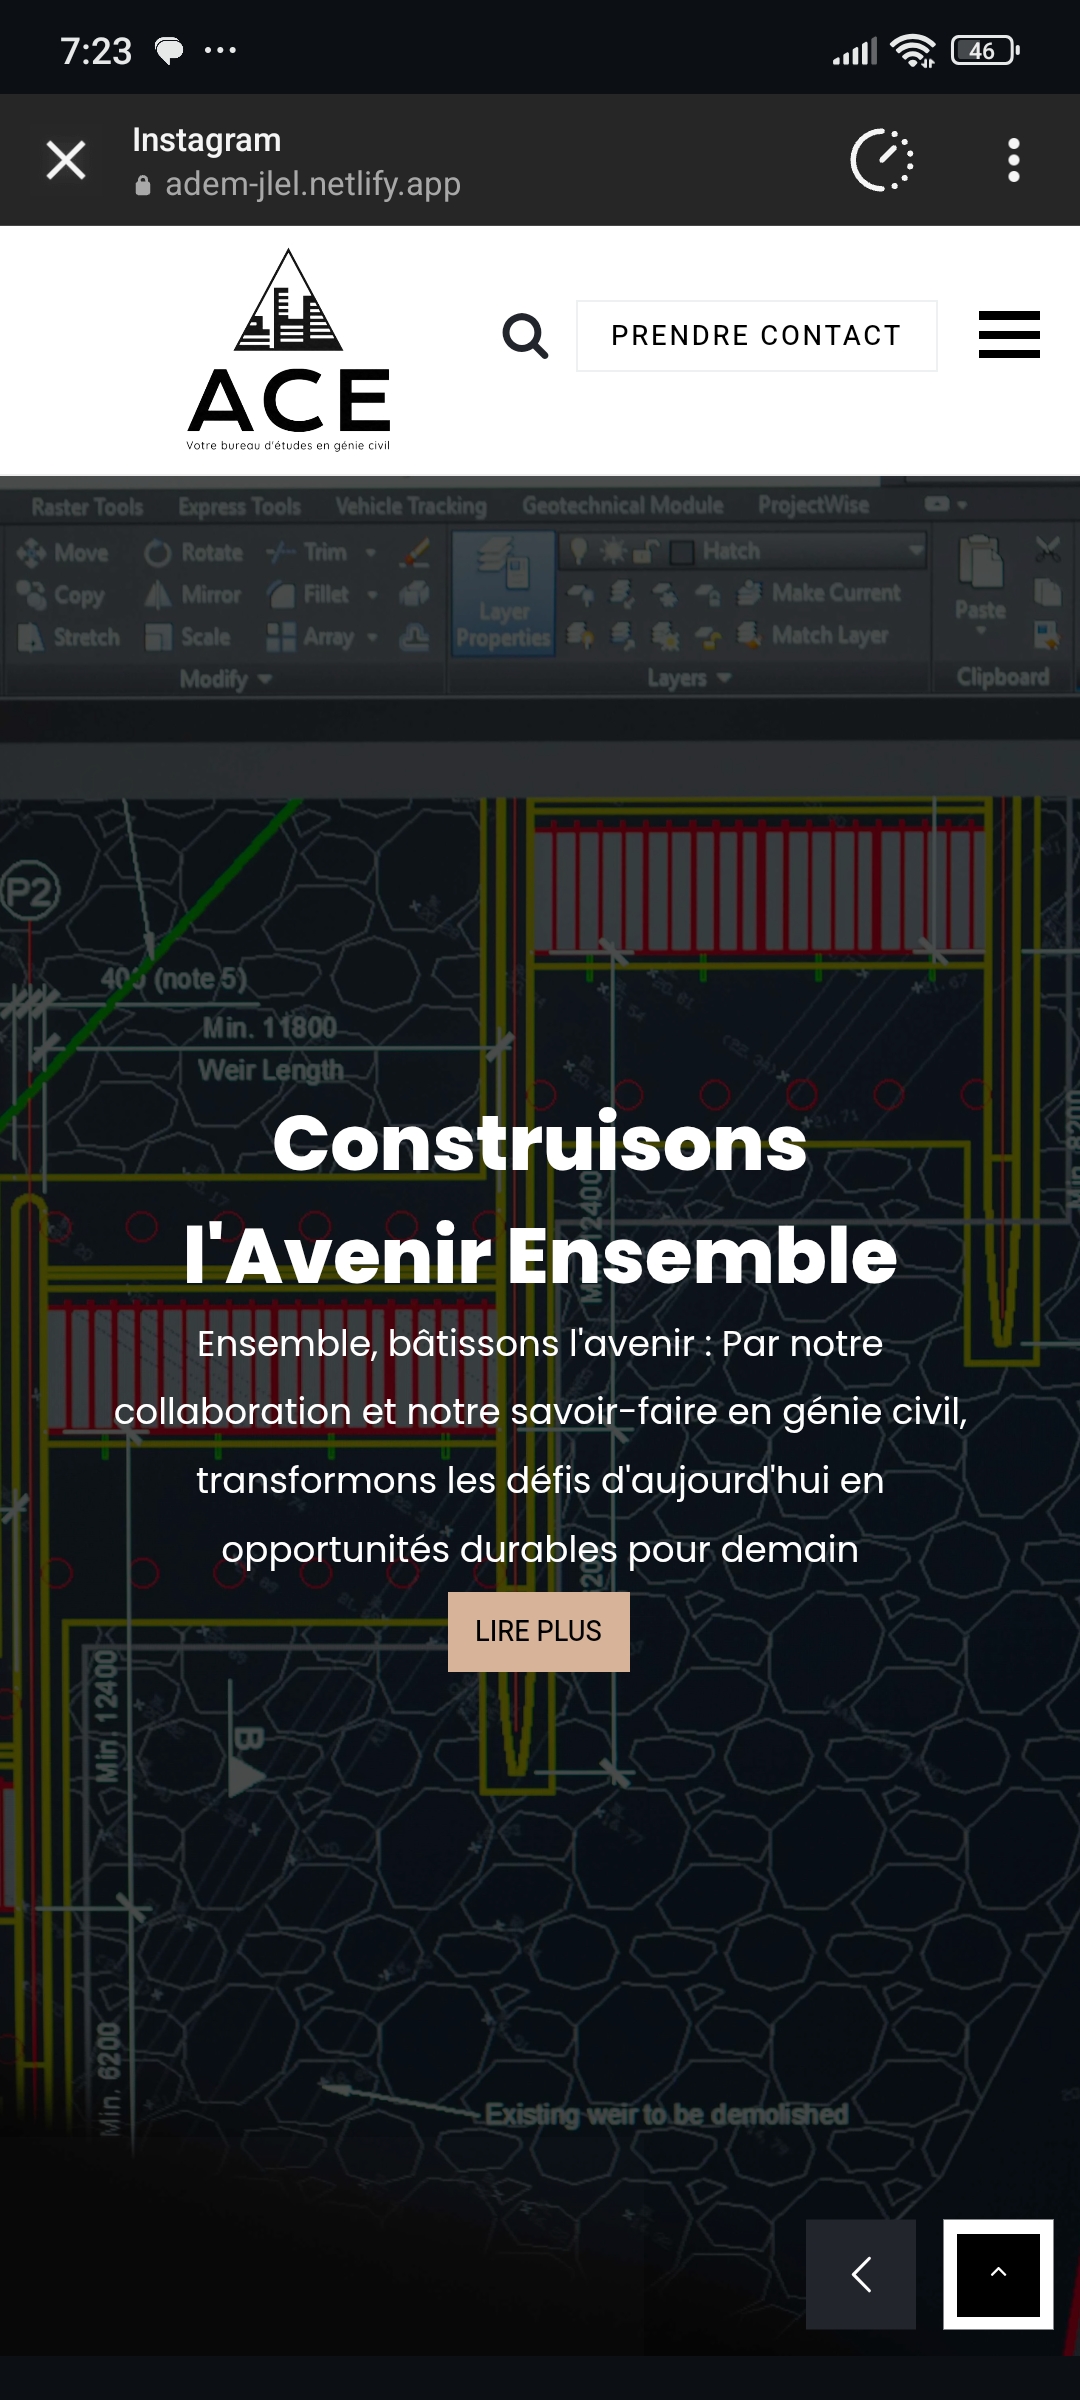 7:23
46
Instagram
adem-jlel.netlify.app
ACE
Votre bureau d'études en génie civil
PRENDRE CONTACT
Raster Tools Express Tools Vehicle Tracking Geotechnical Module ProjectWise
Move Rotate Trim Hatch
Copy Mirror Fillet Layer Properties Make Current Paste
Stretch Scale Array Match Layer
Modify Layers Clipboard
P2
(note 5)
Min. 11800
Weir Length
Construisons
l'Avenir Ensemble
Ensemble, bâtissons l'avenir : Par notre
collaboration et notre savoir-faire en génie civil,
transformons les défis d'aujourd'hui en
opportunités durables pour demain
LIRE PLUS
Min. 12400
B
Min. 6200
Existing weir to be demolished